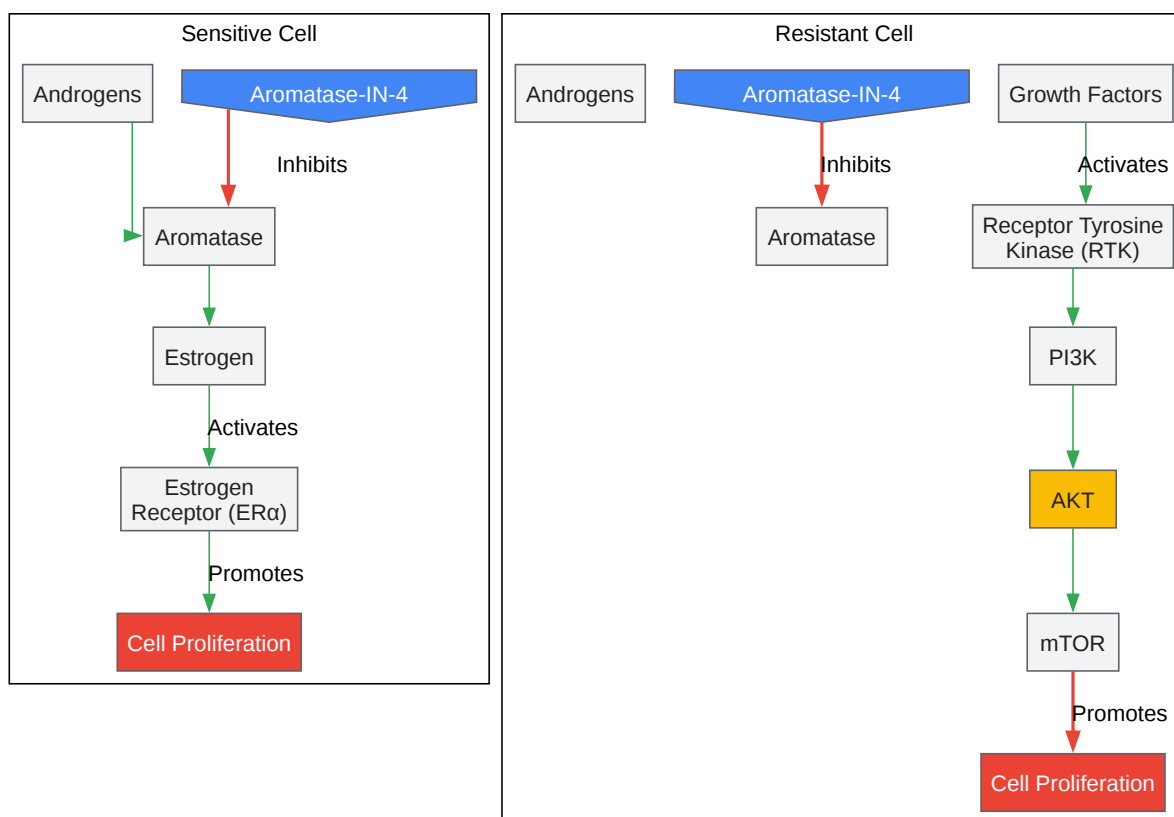 Sensitive Cell
Androgens
Aromatase-IN-4
Inhibits
Aromatase
Estrogen
Activates
Estrogen
Receptor (ERα)
Promotes
Cell Proliferation
Resistant Cell
Androgens
Aromatase-IN-4
Growth Factors
Inhibits
Activates
Aromatase
Receptor Tyrosine
Kinase (RTK)
PI3K
AKT
mTOR
Promotes
Cell Proliferation